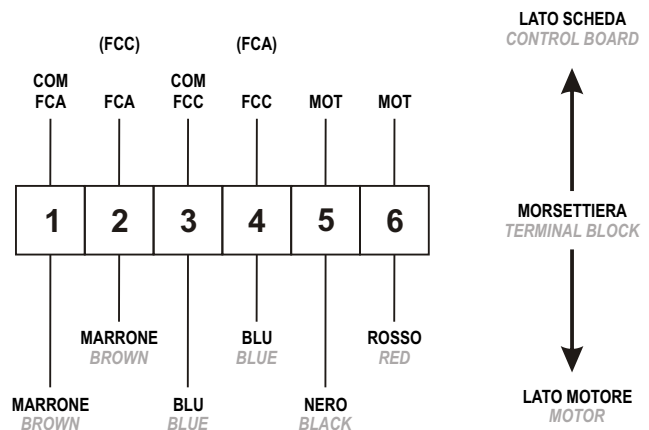 LATO SCHEDA
CONTROL BOARD
(FCC) (FCA)
COM COM
FCA FCA FCC FCC MOT MOT
1 2 3 4 5 6
MORSETTIERA
TERMINAL BLOCK
MARRONE BLU ROSSO
BROWN BLUE RED
MARRONE BLU NERO
BROWN BLUE BLACK
LATO MOTORE
MOTOR